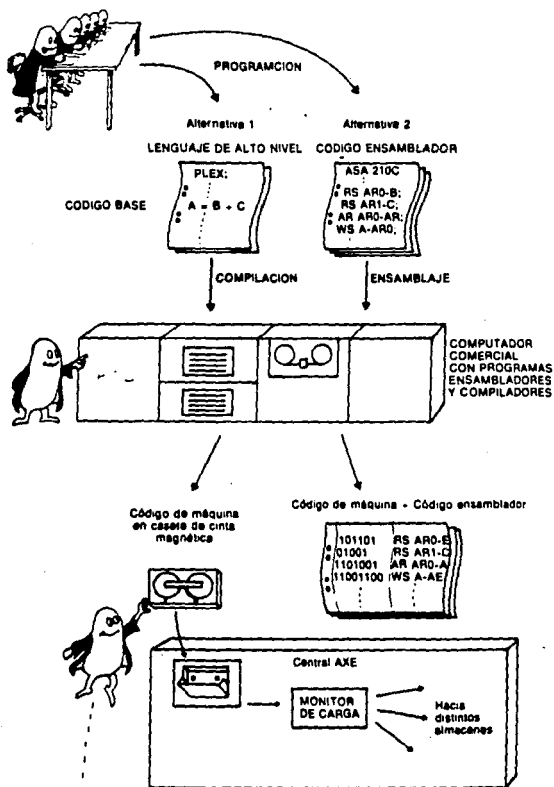 PROGRAMCION
Alternativa 1
LENGUAJE DE ALTO NIVEL
Alternativa 2
CODIGO ENSAMBLADOR
CODIGO BASE
PLEX;
A = B + C
ASA 210C
RS AR0-B;
RS AR1-C;
AR AR0-AR;
WS A-AR0;
COMPILACION
ENSAMBLAJE
COMPUTADOR
COMERCIAL
CON PROGRAMAS
ENSAMBLADORES
Y COMPILADORES
Código de máquina
en casete de cinta
magnética
Código de máquina + Código ensamblador
101101 RS AR0-E
01001 RS AR1-C
1101001 AR AR0-A
11001100 WS A-AE
Central AXE
MONITOR
DE CARGA
Hacia
distintos
almacenes